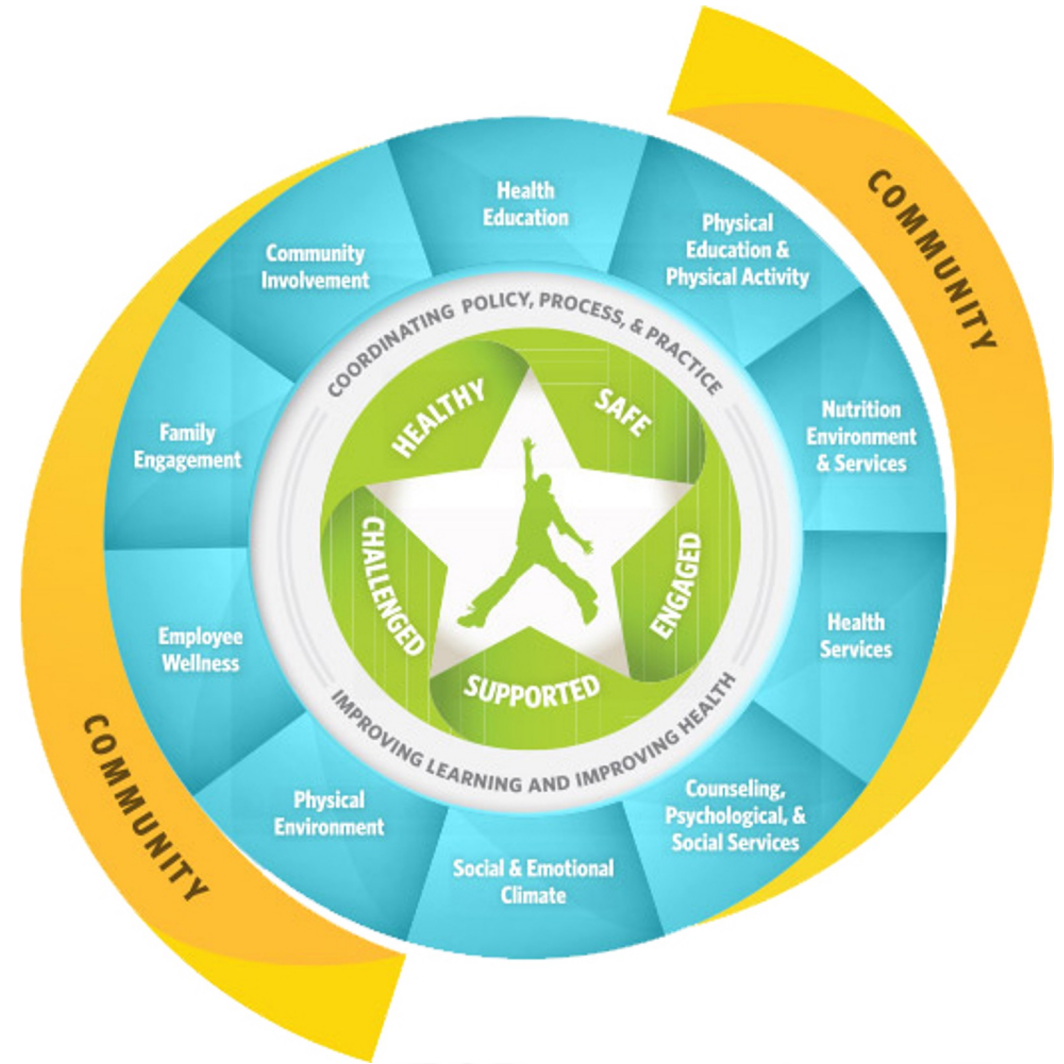 COMMUNITY
Health
Education
Physical
Education &
Physical Activity
Nutrition
Environment
& Services
Health
Services
Counseling,
Psychological, &
Social Services
Social & Emotional
Climate
Physical
Environment
Employee
Wellness
Family
Engagement
Community
Involvement
COORDINATING POLICY, PROCESS, & PRACTICE
IMPROVING LEARNING AND IMPROVING HEALTH
HEALTHY
SAFE
ENGAGED
SUPPORTED
CHALLENGED
COMMUNITY